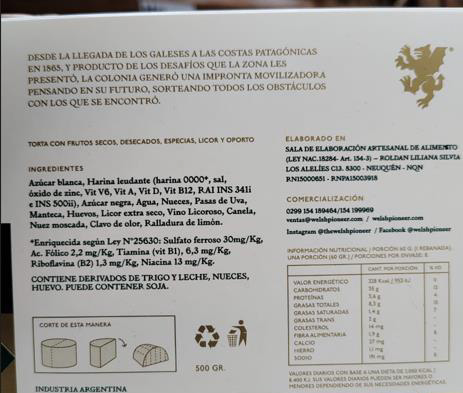 DESDE LA LLEGADA DE LOS GALESES A LAS COSTAS PATAGÓNICAS
EN 1865, Y PRODUCTO DE LOS DESAFÍOS QUE LA ZONA LES
PRESENTÓ, LA COLONIA GENERÓ UNA IMPRONTA MOVILIZADORA
PENSANDO EN SU FUTURO, SORTEANDO TODOS LOS OBSTÁCULOS
CON LOS QUE SE ENCONTRÓ.
TORTA CON FRUTOS SECOS, DESECADOS, ESPECIAS, LICOR Y OPORTO
INGREDIENTES
Azúcar blanca, Harina leudante (harina 0000*, sal,
óxido de zinc, Vit V6, Vit A, Vit D, Vit B12, RAI INS 341i
e INS 500ii), Azúcar negra, Agua, Nueces, Pasas de Uva,
Manteca, Huevos, Licor extra seco, Vino Licoroso, Canela,
Nuez moscada, Clavo de olor, Ralladura de limón.
*Enriquecida según Ley N°25630: Sulfato ferroso 30mg/Kg,
Ac. Fólico 2,2 mg/Kg, Tiamina (vit B1), 6,3 mg/Kg,
Riboflavina (B2) 1,3 mg/Kg, Niacina 13 mg/Kg.
CONTIENE DERIVADOS DE TRIGO Y LECHE, NUECES,
HUEVO. PUEDE CONTENER SOJA.
CORTE DE ESTA MANERA
500 GR.
INDUSTRIA ARGENTINA
ELABORADO EN
SALA DE ELABORACIÓN ARTESANAL DE ALIMENTO
(LEY NAC.18284- Art. 154-3) – ROLDAN LILIANA SILVIA
LOS ALELÍES C13. 8300 - NEUQUÉN - NQN
RN15000651 - RNPA15003918
COMERCIALIZACIÓN
0299 154 189464/154 199969
ventas@welshpioneer.com / welshpioneer.com
Instagram @thewelshpioneer / Facebook @welshpioneer
INFORMACIÓN NUTRICIONAL / PORCIÓN 60 G. (1 REBANADA).
UNA PORCIÓN (60 GR.) / PORCIONES POR ENVASE: 8
CANT. POR PORCIÓN % VD
VALOR ENERGÉTICO
CARBOHIDRATOS
PROTEÍNAS
GRASAS TOTALES
GRASAS SATURADAS
GRASAS TRANS
COLESTEROL
FIBRA ALIMENTARIA
CALCIO
HIERRO
SODIO
VALORES DIARIOS CON BASE A UNA DIETA DE 2.000 KCAL /
8.400 KJ. SUS VALORES DIARIOS PUEDEN SER MAYORES O
MENORES DEPENDIENDO DE SUS NECESIDADES ENERGÉTICAS.